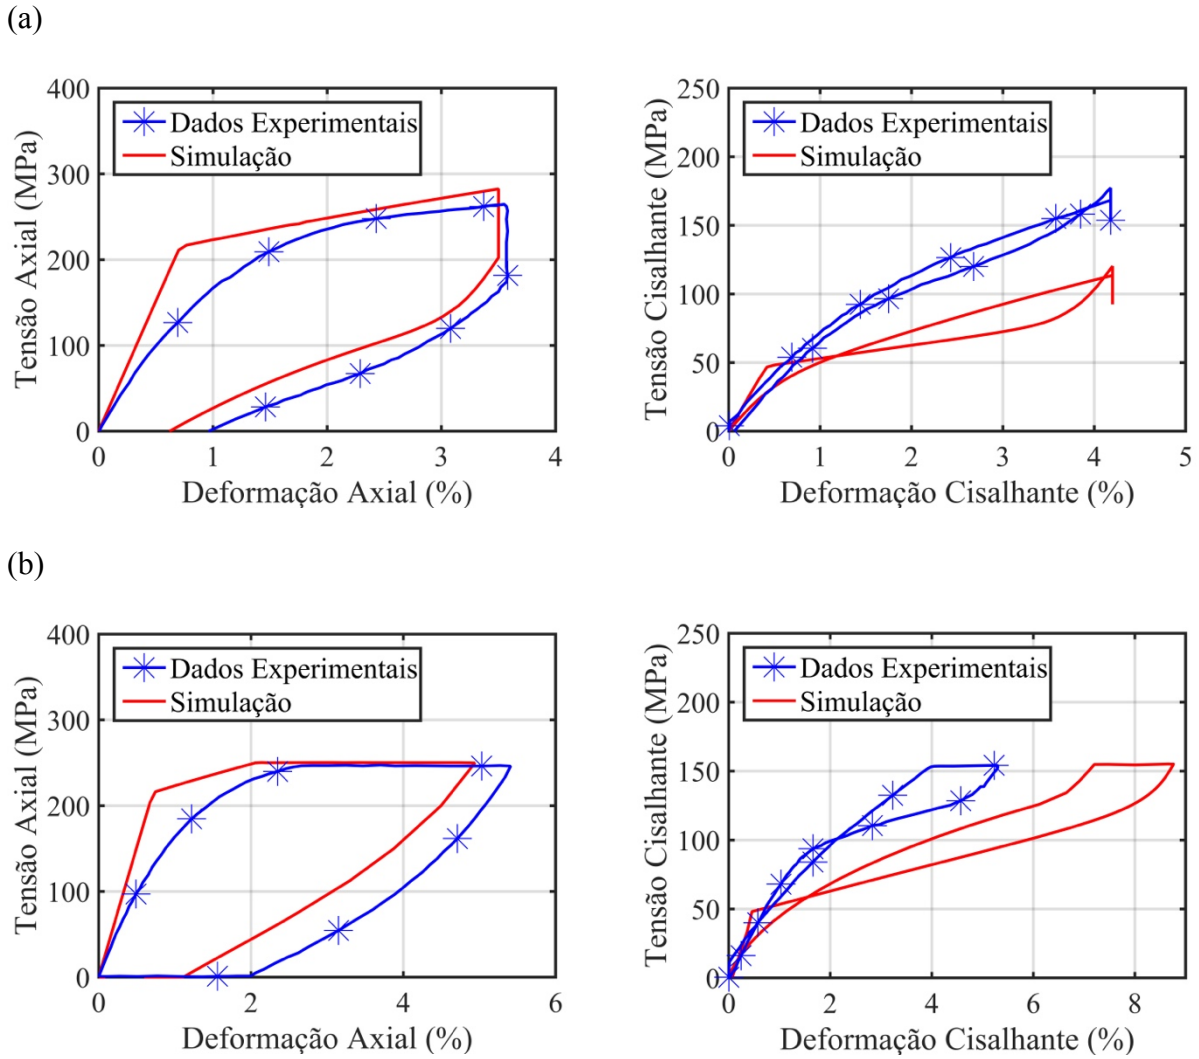 (a)
400
300
200
100
0
0 1 2 3 4
Tensão Axial (MPa)
Deformação Axial (%)
Dados Experimentais
Simulação
250
200
150
100
50
0
0 1 2 3 4 5
Tensão Cisalhante (MPa)
Deformação Cisalhante (%)
Dados Experimentais
Simulação
(b)
400
300
200
100
0
0 2 4 6
Tensão Axial (MPa)
Deformação Axial (%)
Dados Experimentais
Simulação
250
200
150
100
50
0
0 2 4 6 8
Tensão Cisalhante (MPa)
Deformação Cisalhante (%)
Dados Experimentais
Simulação